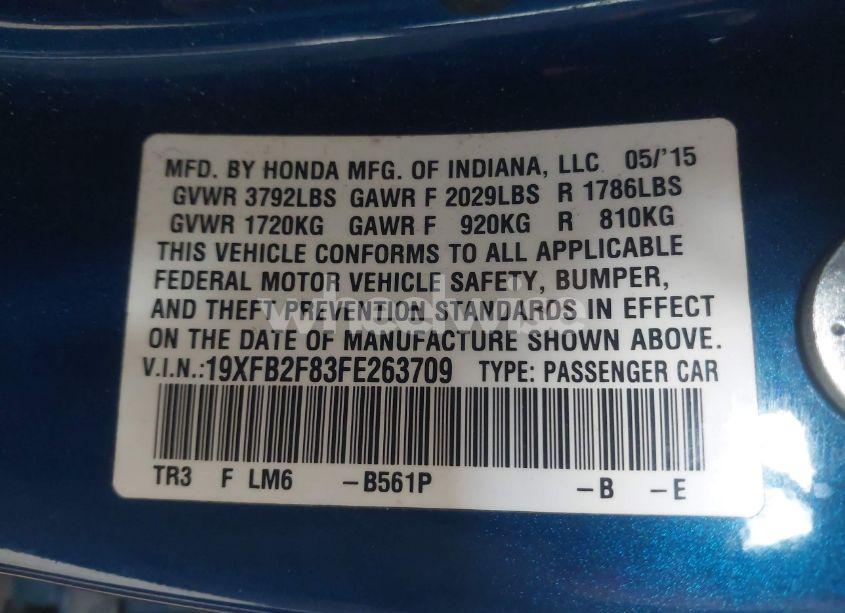 MFD. BY HONDA MFG. OF INDIANA, LLC 05/'15
GVWR 3792LBS GAWR F 2029LBS R 1786LBS
GVWR 1720KG GAWR F 920KG R 810KG
THIS VEHICLE CONFORMS TO ALL APPLICABLE
FEDERAL MOTOR VEHICLE SAFETY, BUMPER,
AND THEFT PREVENTION STANDARDS IN EFFECT
wheelwise
ON THE DATE OF MANUFACTURE SHOWN ABOVE.
V.I.N.:19XFB2F83FE263709 TYPE: PASSENGER CAR
TR3 F LM6 -B561P -B -E